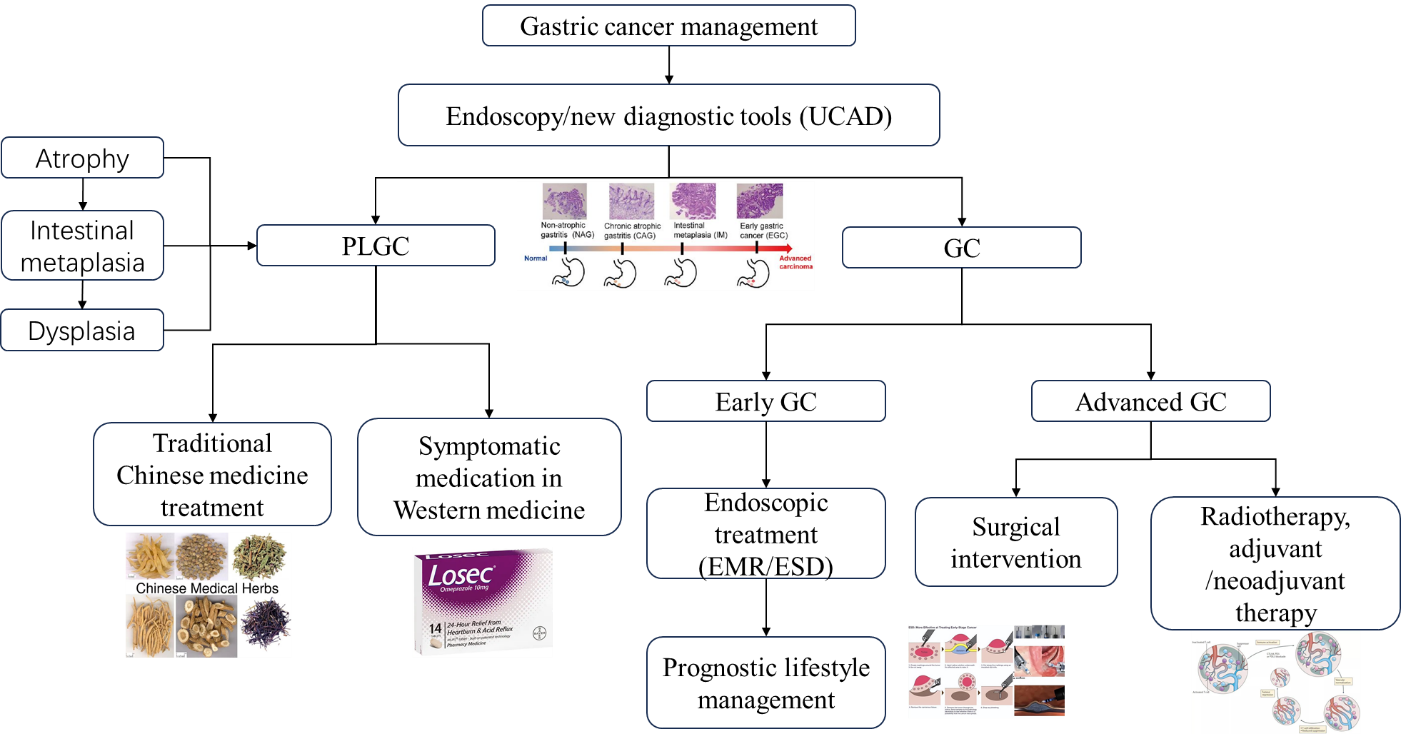 Gastric cancer management
Endoscopy/new diagnostic tools (UCAD)
Atrophy
Intestinal
metaplasia
Dysplasia
PLGC
Non-atrophic
gastritis (NAG)
Chronic atrophic
gastritis (CAG)
Intestinal
metaplasia (IM)
Early gastric
cancer (EGC)
Normal
Advanced
carcinoma
GC
Traditional
Chinese medicine
treatment
Symptomatic
medication in
Western medicine
Early GC
Advanced GC
Endoscopic
treatment
(EMR/ESD)
Surgical
intervention
Radiotherapy,
adjuvant
/neoadjuvant
therapy
Chinese Medical Herbs
Losec
Omeprazole 10mg
14
24-Hour Relief from
Heartburn & Acid Reflux
Pharmacy Medicine
Prognostic lifestyle
management